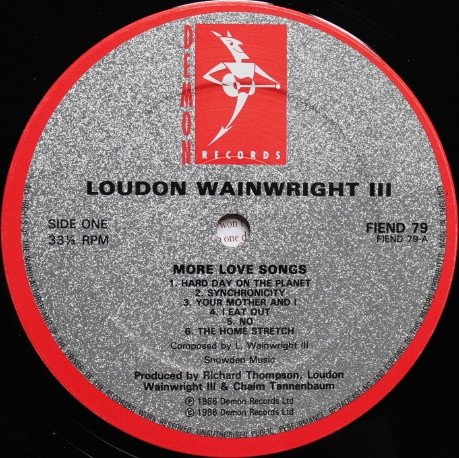 DEMON
RECORDS
LOUDON WAINWRIGHT III
SIDE ONE
33⅓ RPM
won
one d
FIEND 79
FIEND 79-A
MORE LOVE SONGS
1. HARD DAY ON THE PLANET
2. SYNCHRONICITY
3. YOUR MOTHER AND I
4. I EAT OUT
5. NO
6. THE HOME STRETCH
Composed by L. Wainwright III
Snowden Music
Produced by Richard Thompson, Loudon
Wainwright III & Chaim Tannenbaum
℗ 1986 Demon Records Ltd
© 1986 Demon Records Ltd